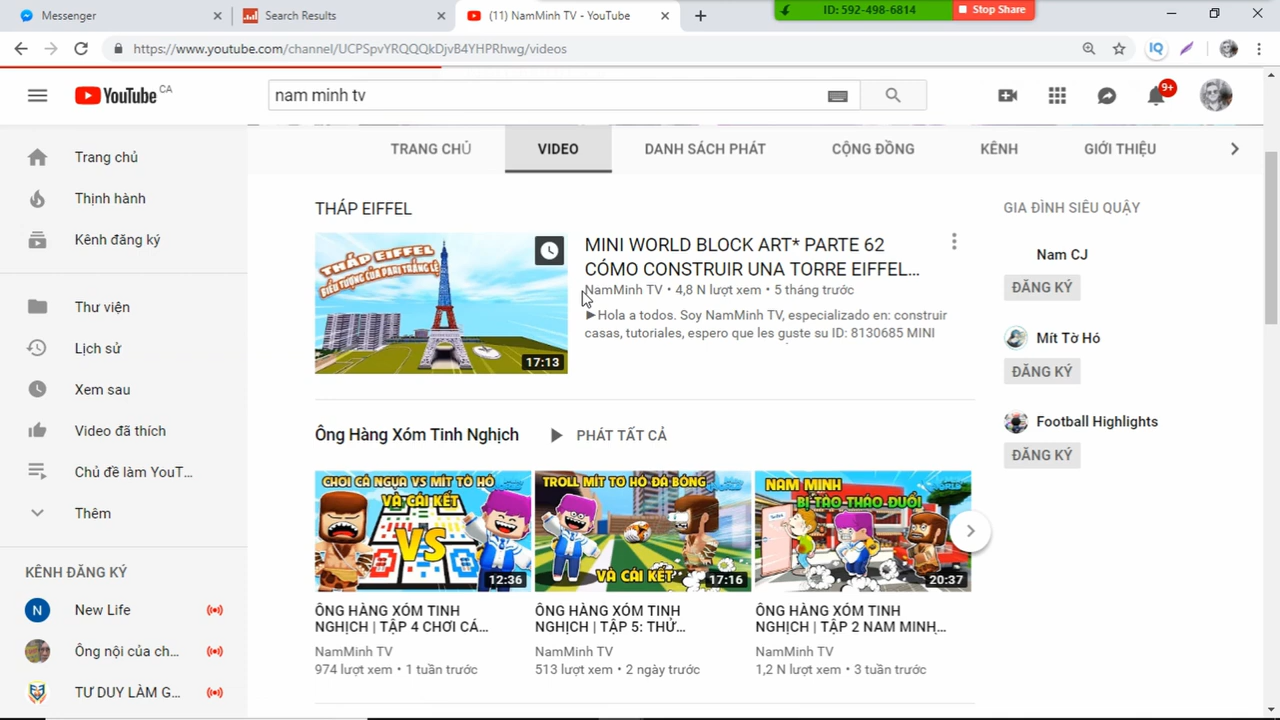 Messenger
Search Results
(11) NamMinh TV - YouTube
ID: 592-498-6814
Stop Share
https://www.youtube.com/channel/UCPSpvYRQQQkDjvB4YHPRhwg/videos
YouTube CA
nam minh tv
9+
Trang chủ
Thịnh hành
Kênh đăng ký
Thư viện
Lịch sử
Xem sau
Video đã thích
Chủ đề làm YouT...
Thêm
KÊNH ĐĂNG KÝ
N New Life
Ông nội của ch...
TƯ DUY LÀM G...
TRANG CHỦ
VIDEO
DANH SÁCH PHÁT
CỘNG ĐỒNG
KÊNH
GIỚI THIỆU
THÁP EIFFEL
THÁP EIFFEL
BIỂU TƯỢNG CỦA PARI TRÁNG LỆ
17:13
MINI WORLD BLOCK ART* PARTE 62
CÓMO CONSTRUIR UNA TORRE EIFFEL...
NamMinh TV • 4,8 N lượt xem • 5 tháng trước
►Hola a todos. Soy NamMinh TV, especializado en: construir
casas, tutoriales, espero que les guste su ID: 8130685 MINI
Ông Hàng Xóm Tinh Nghịch
PHÁT TẤT CẢ
CHƠI CÁ NGỰA VS MÍT TỜ HÓ
VÀ CÁI KẾT
VS
12:36
ÔNG HÀNG XÓM TINH
NGHỊCH | TẬP 4 CHƠI CÁ...
NamMinh TV
974 lượt xem • 1 tuần trước
TROLL MÍT TỜ HÓ ĐÁ BÓNG
VÀ CÁI KẾT
17:16
ÔNG HÀNG XÓM TINH
NGHỊCH | TẬP 5: THỬ...
NamMinh TV
513 lượt xem • 2 ngày trước
NAM MINH
BỊ TÀO THÁO ĐUỔI
20:37
ÔNG HÀNG XÓM TINH
NGHỊCH | TẬP 2 NAM MINH...
NamMinh TV
1,2 N lượt xem • 3 tuần trước
GIA ĐÌNH SIÊU QUẬY
Nam CJ
ĐĂNG KÝ
Mít Tờ Hó
ĐĂNG KÝ
Football Highlights
ĐĂNG KÝ